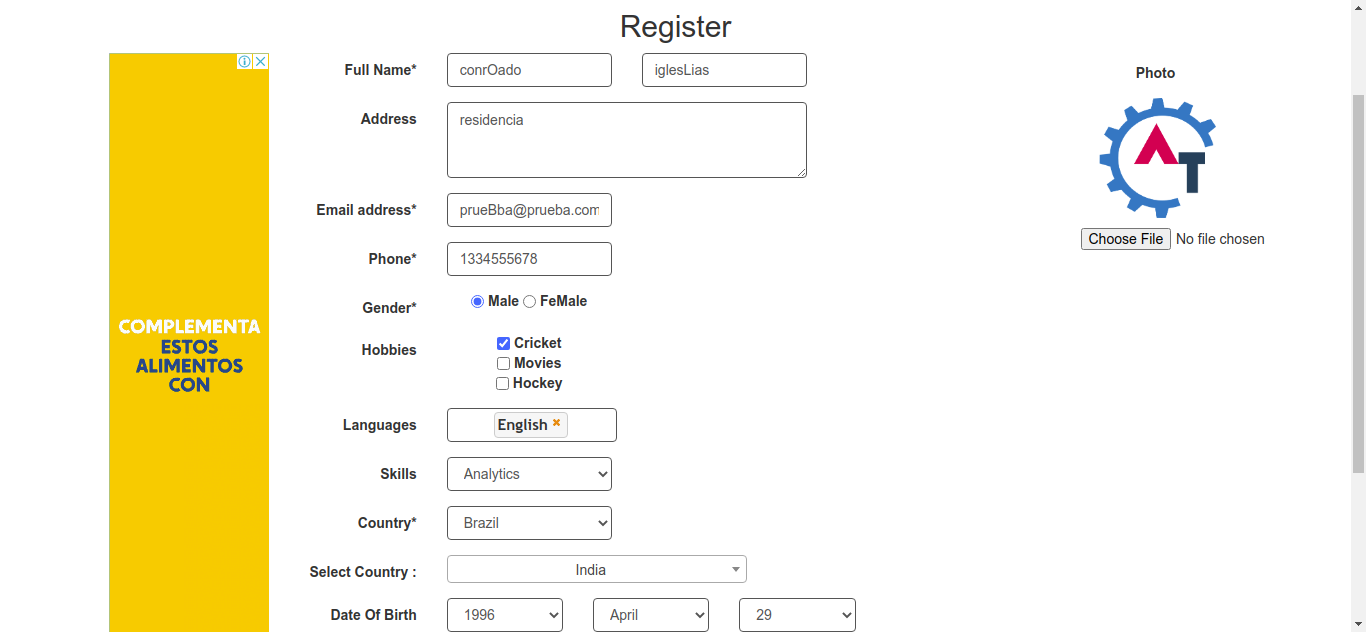 Register
Full Name* conrOado iglesLias
Photo
Address residencia
Email address* prueBba@prueba.com
Phone* 1334555678
Choose File No file chosen
Gender* Male FeMale
Hobbies Cricket
Movies
Hockey
Languages English
Skills Analytics
Country* Brazil
Select Country : India
Date Of Birth 1996 April 29
COMPLEMENTA
ESTOS
ALIMENTOS
CON
AT